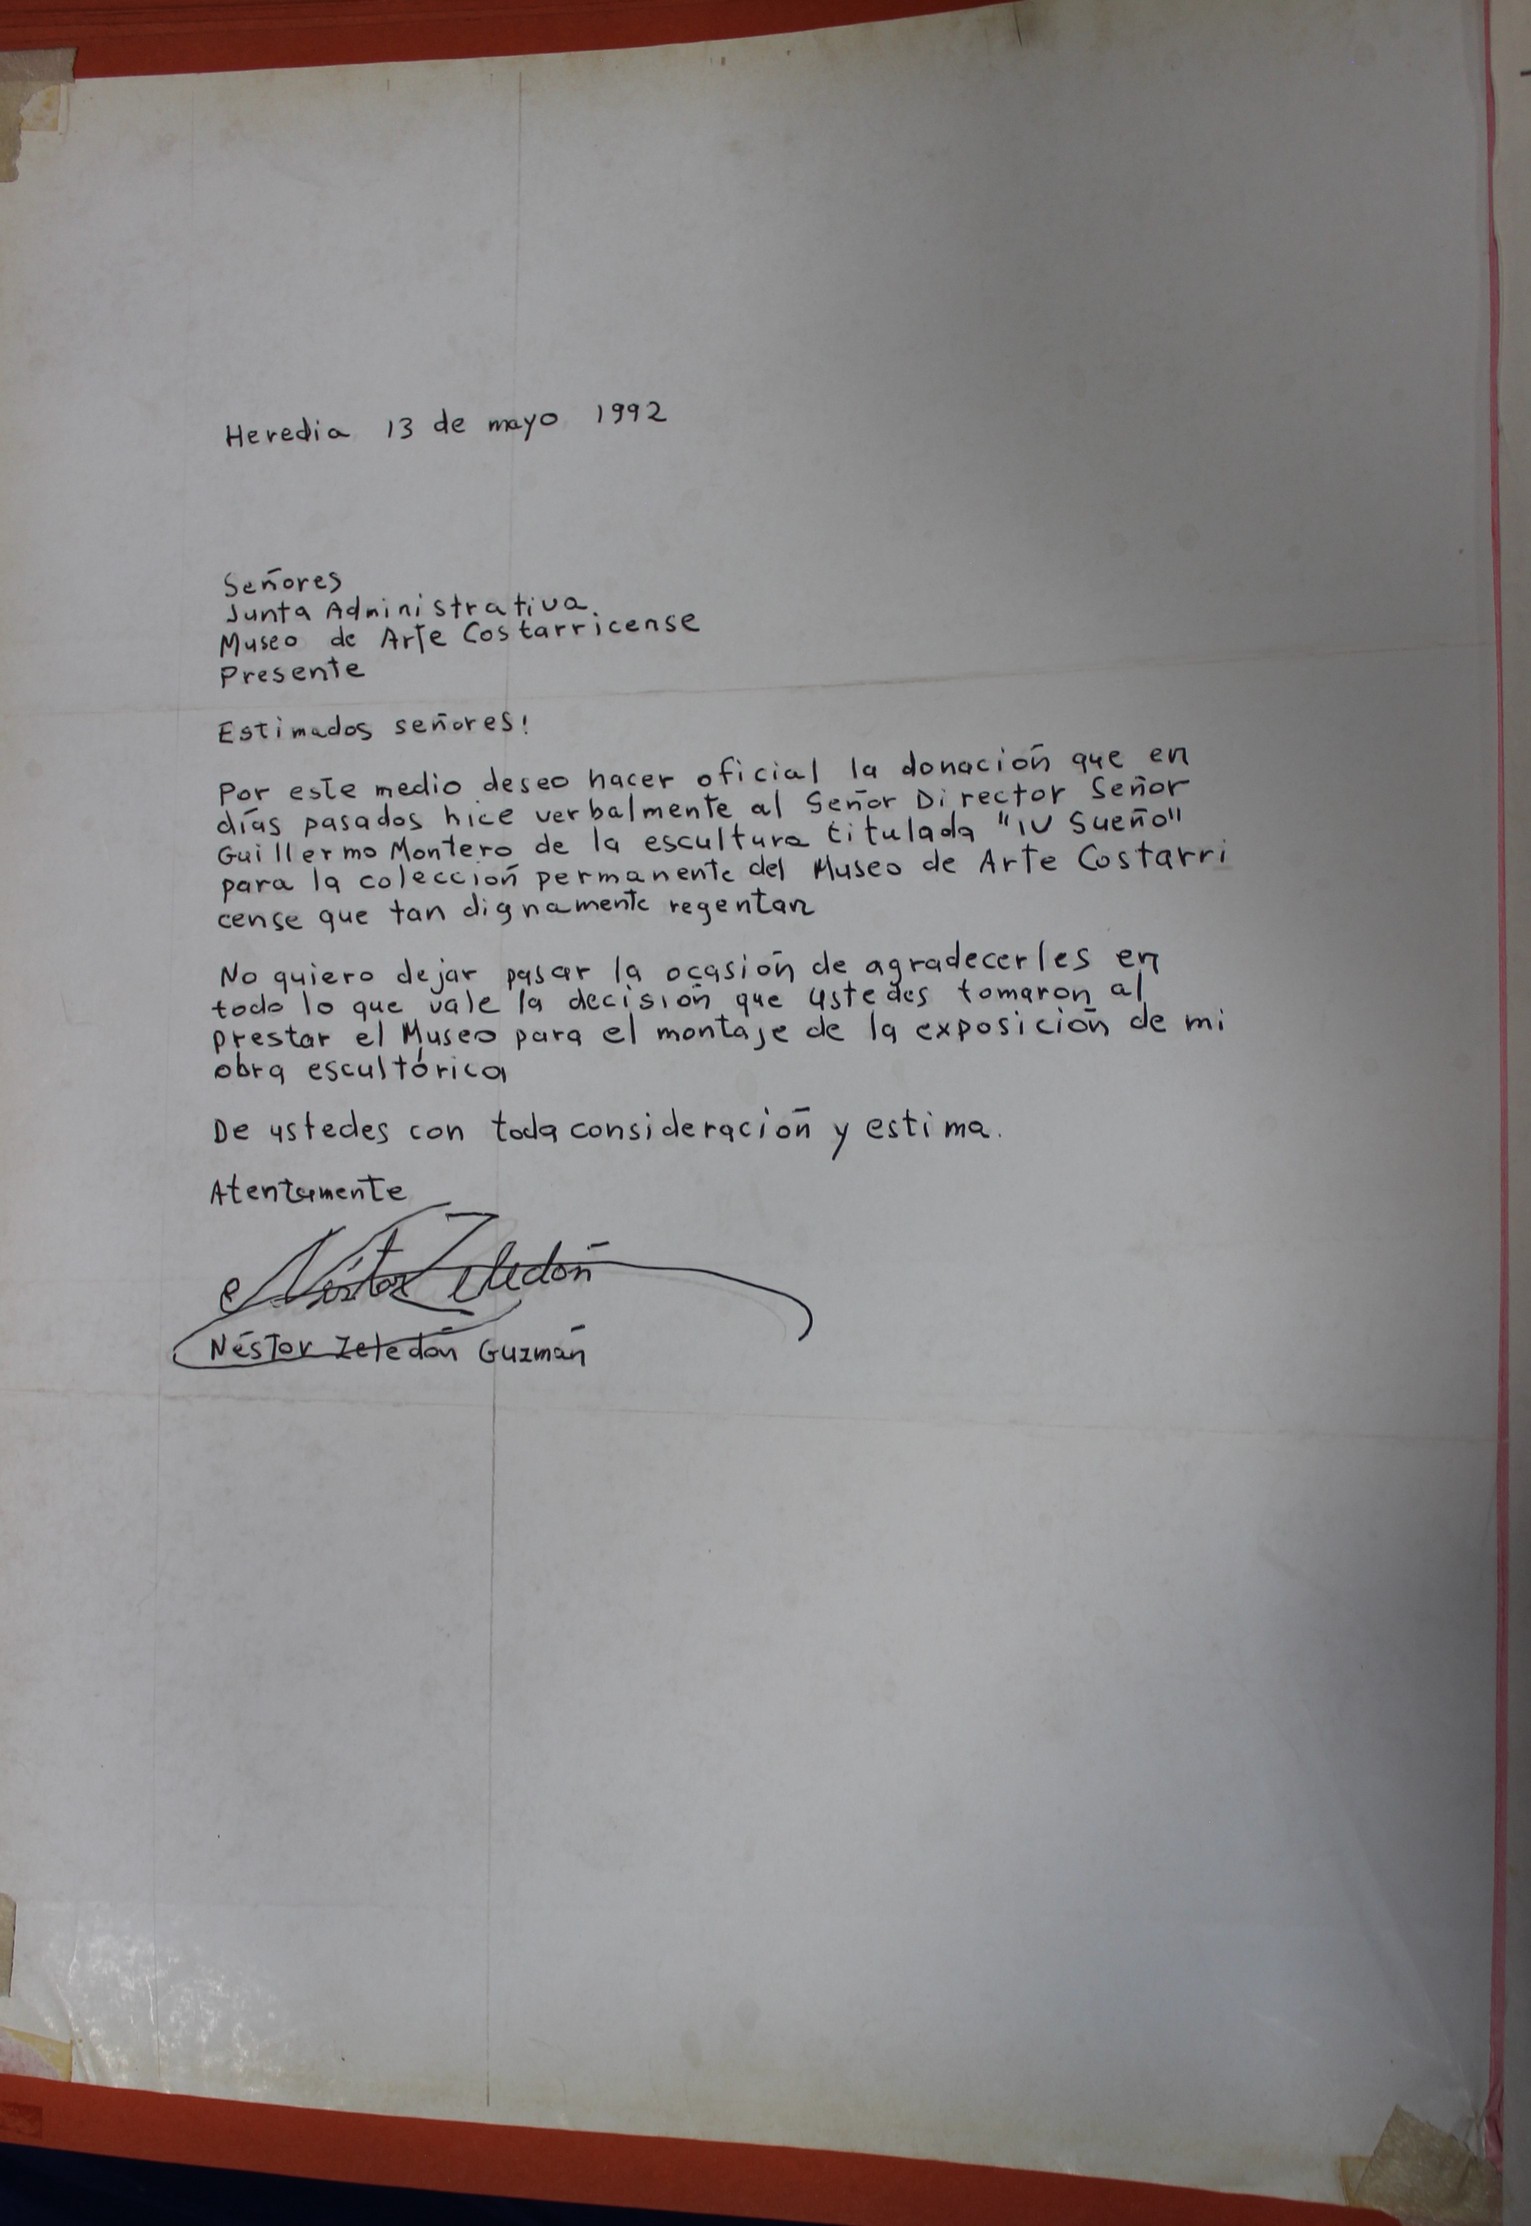 Heredia 13 de mayo 1992
Señores
Junta Administrativa.
Museo de Arte Costarricense
Presente
Estimados señores!
Por este medio deseo hacer oficial la donación que en
días pasados hice verbalmente al Señor Director Señor
Guillermo Montero de la escultura titulada "IV Sueño"
para la colección permanente del Museo de Arte Costarri
cense que tan dignamente regentan
No quiero dejar pasar la ocasión de agradecerles en
todo lo que vale la decisión que ustedes tomaron al
prestar el Museo para el montaje de la exposición de mi
obra escultórica
De ustedes con toda consideración y estima.
Atentamente
Néstor Zeledón
Néstor Zeledón Guzmán